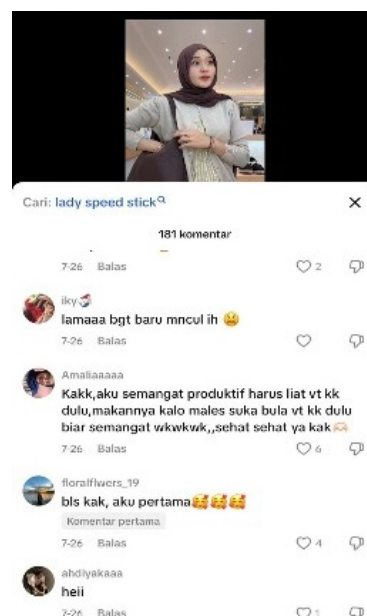 Cari: lady speed stick
181 komentar
7-26 Balas 2
iky
lamaaa bgt baru mncul ih 😫
7-26 Balas
Amaliaaaaa
Kakk,aku semangat produktif harus liat vt kk
dulu,makannya kalo males suka bula vt kk dulu
biar semangat wkwkwk,,sehat sehat ya kak🫶🏻
7-26 Balas 6
floralflwers_19
bls kak, aku pertama🥰🥰🥰
Komentar pertama
7-26 Balas 4
ahdiyakaaa
heii
7-26 Balas 1